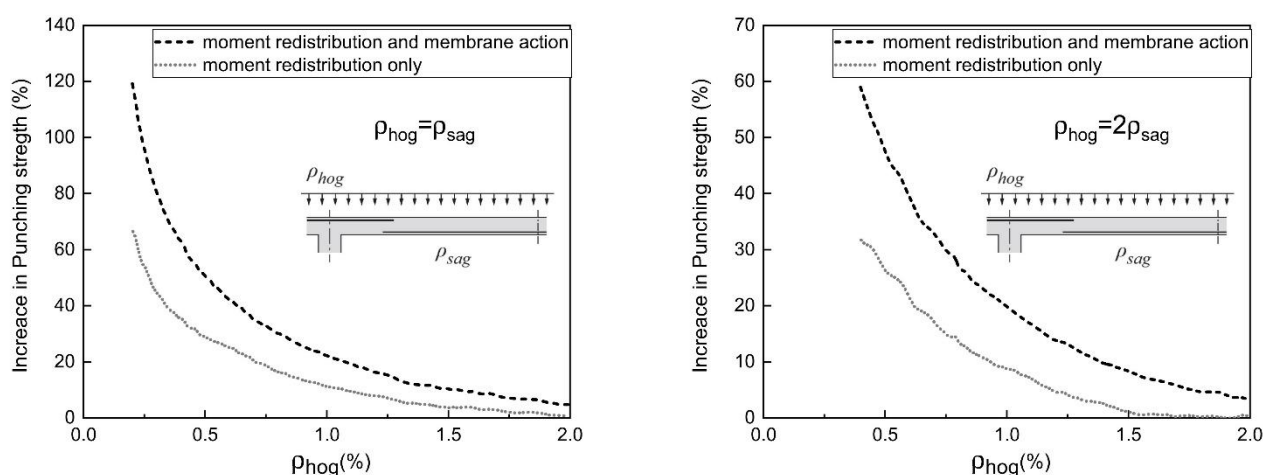 140
120
100
80
60
40
20
0
Increace in Punching stregth (%)
moment redistribution and membrane action
moment redistribution only
ρhog=ρsag
ρhog
ρsag
0.0 0.5 1.0 1.5 2.0
ρhog(%)
70
60
50
40
30
20
10
0
Increace in Punching stregth (%)
moment redistribution and membrane action
moment redistribution only
ρhog=2ρsag
ρhog
ρsag
0.0 0.5 1.0 1.5 2.0
ρhog(%)